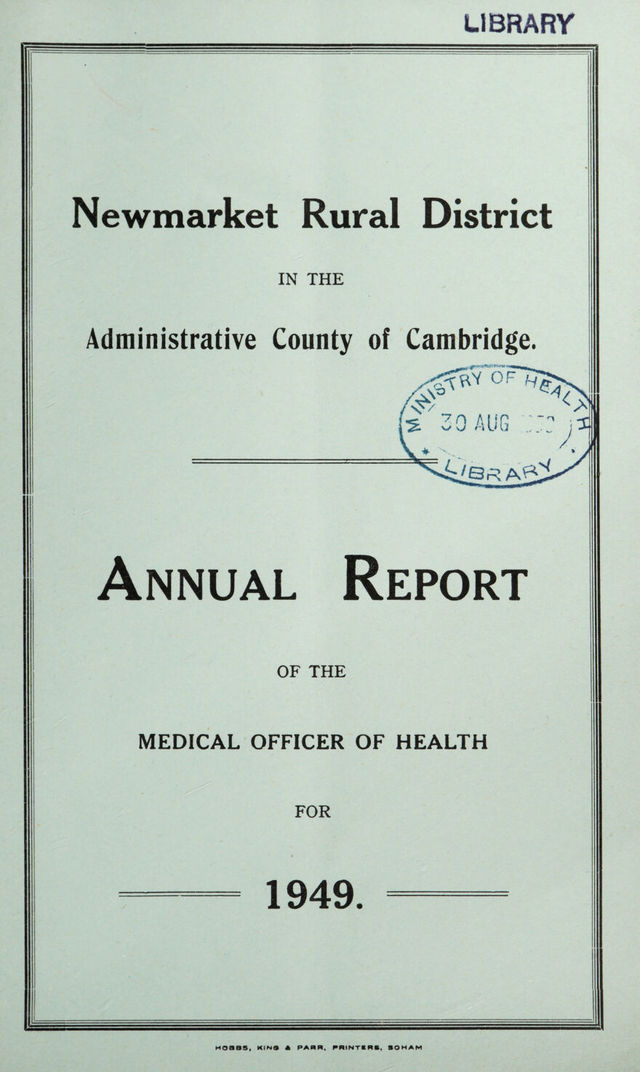 LIBRARY
Newmarket Rural District
IN THE
Administrative County of Cambridge.
MINISTRY OF HEALTH
30 AUG
LIBRARY
ANNUAL REPORT
OF THE
MEDICAL OFFICER OF HEALTH
FOR
1949.
HOBBS, KING & PARR, PRINTERS, SOHAM